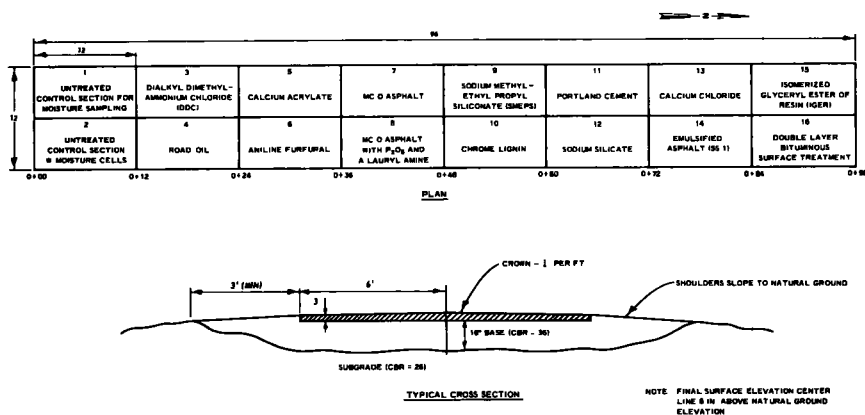 2
96
12
12
1
UNTREATED
CONTROL SECTION FOR
MOISTURE SAMPLING
3
DIALKYL DIMETHYL-
AMMONIUM CHLORIDE
(DDC)
5
CALCIUM ACRYLATE
7
MC O ASPHALT
9
SODIUM METHYL-
ETHYL PROPYL
SILICONATE (SMEPS)
11
PORTLAND CEMENT
13
CALCIUM CHLORIDE
15
ISOMERIZED
GLYCERYL ESTER OF
RESIN (IGER)
2
UNTREATED
CONTROL SECTION
MOISTURE CELLS
4
ROAD OIL
6
ANILINE FURFURAL
8
MC O ASPHALT
WITH P2O5 AND
A LAURYL AMINE
10
CHROME LIGNIN
12
SODIUM SILICATE
14
EMULSIFIED
ASPHALT (SS 1)
16
DOUBLE LAYER
BITUMINOUS
SURFACE TREATMENT
0+00
0+12
0+24
0+36
0+48
0+60
0+72
0+84
0+96
PLAN
CROWN - PER FT
3' (MIN)
6'
SHOULDERS SLOPE TO NATURAL GROUND
3
BASE (CBR = 36)
SUBGRADE (CBR = 26)
TYPICAL CROSS SECTION
NOTE FINAL SURFACE ELEVATION CENTER
LINE 6 IN ABOVE NATURAL GROUND
ELEVATION